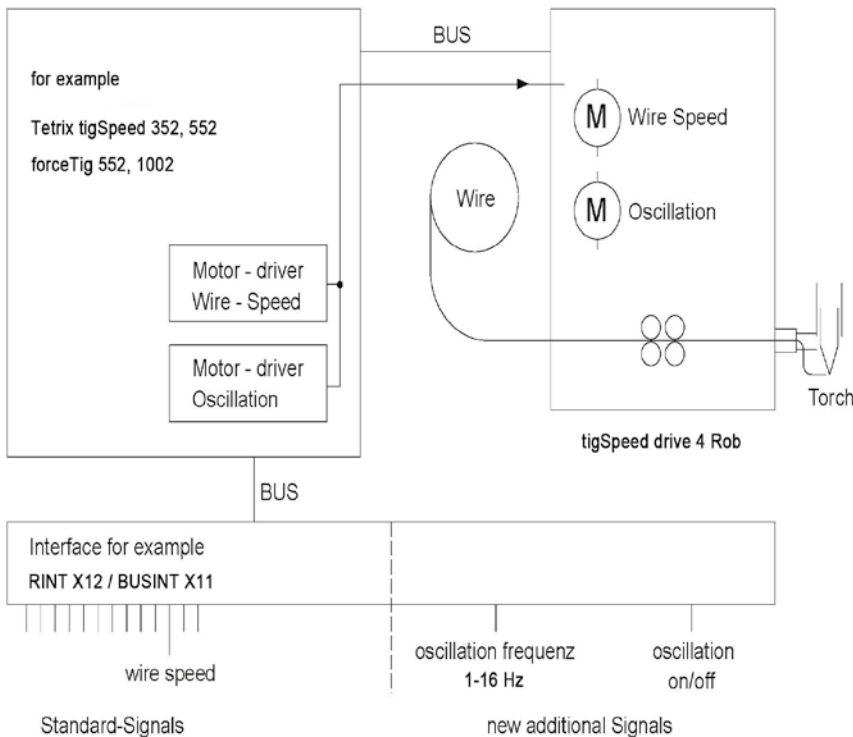 BUS
for example
Tetrix tigSpeed 352, 552
forceTig 552, 1002
M Wire Speed
Wire
M Oscillation
Motor - driver
Wire - Speed
Motor - driver
Oscillation
Torch
tigSpeed drive 4 Rob
BUS
Interface for example
RINT X12 / BUSINT X11
wire speed
oscillation frequenz
1-16 Hz
oscillation
on/off
Standard-Signals
new additional Signals